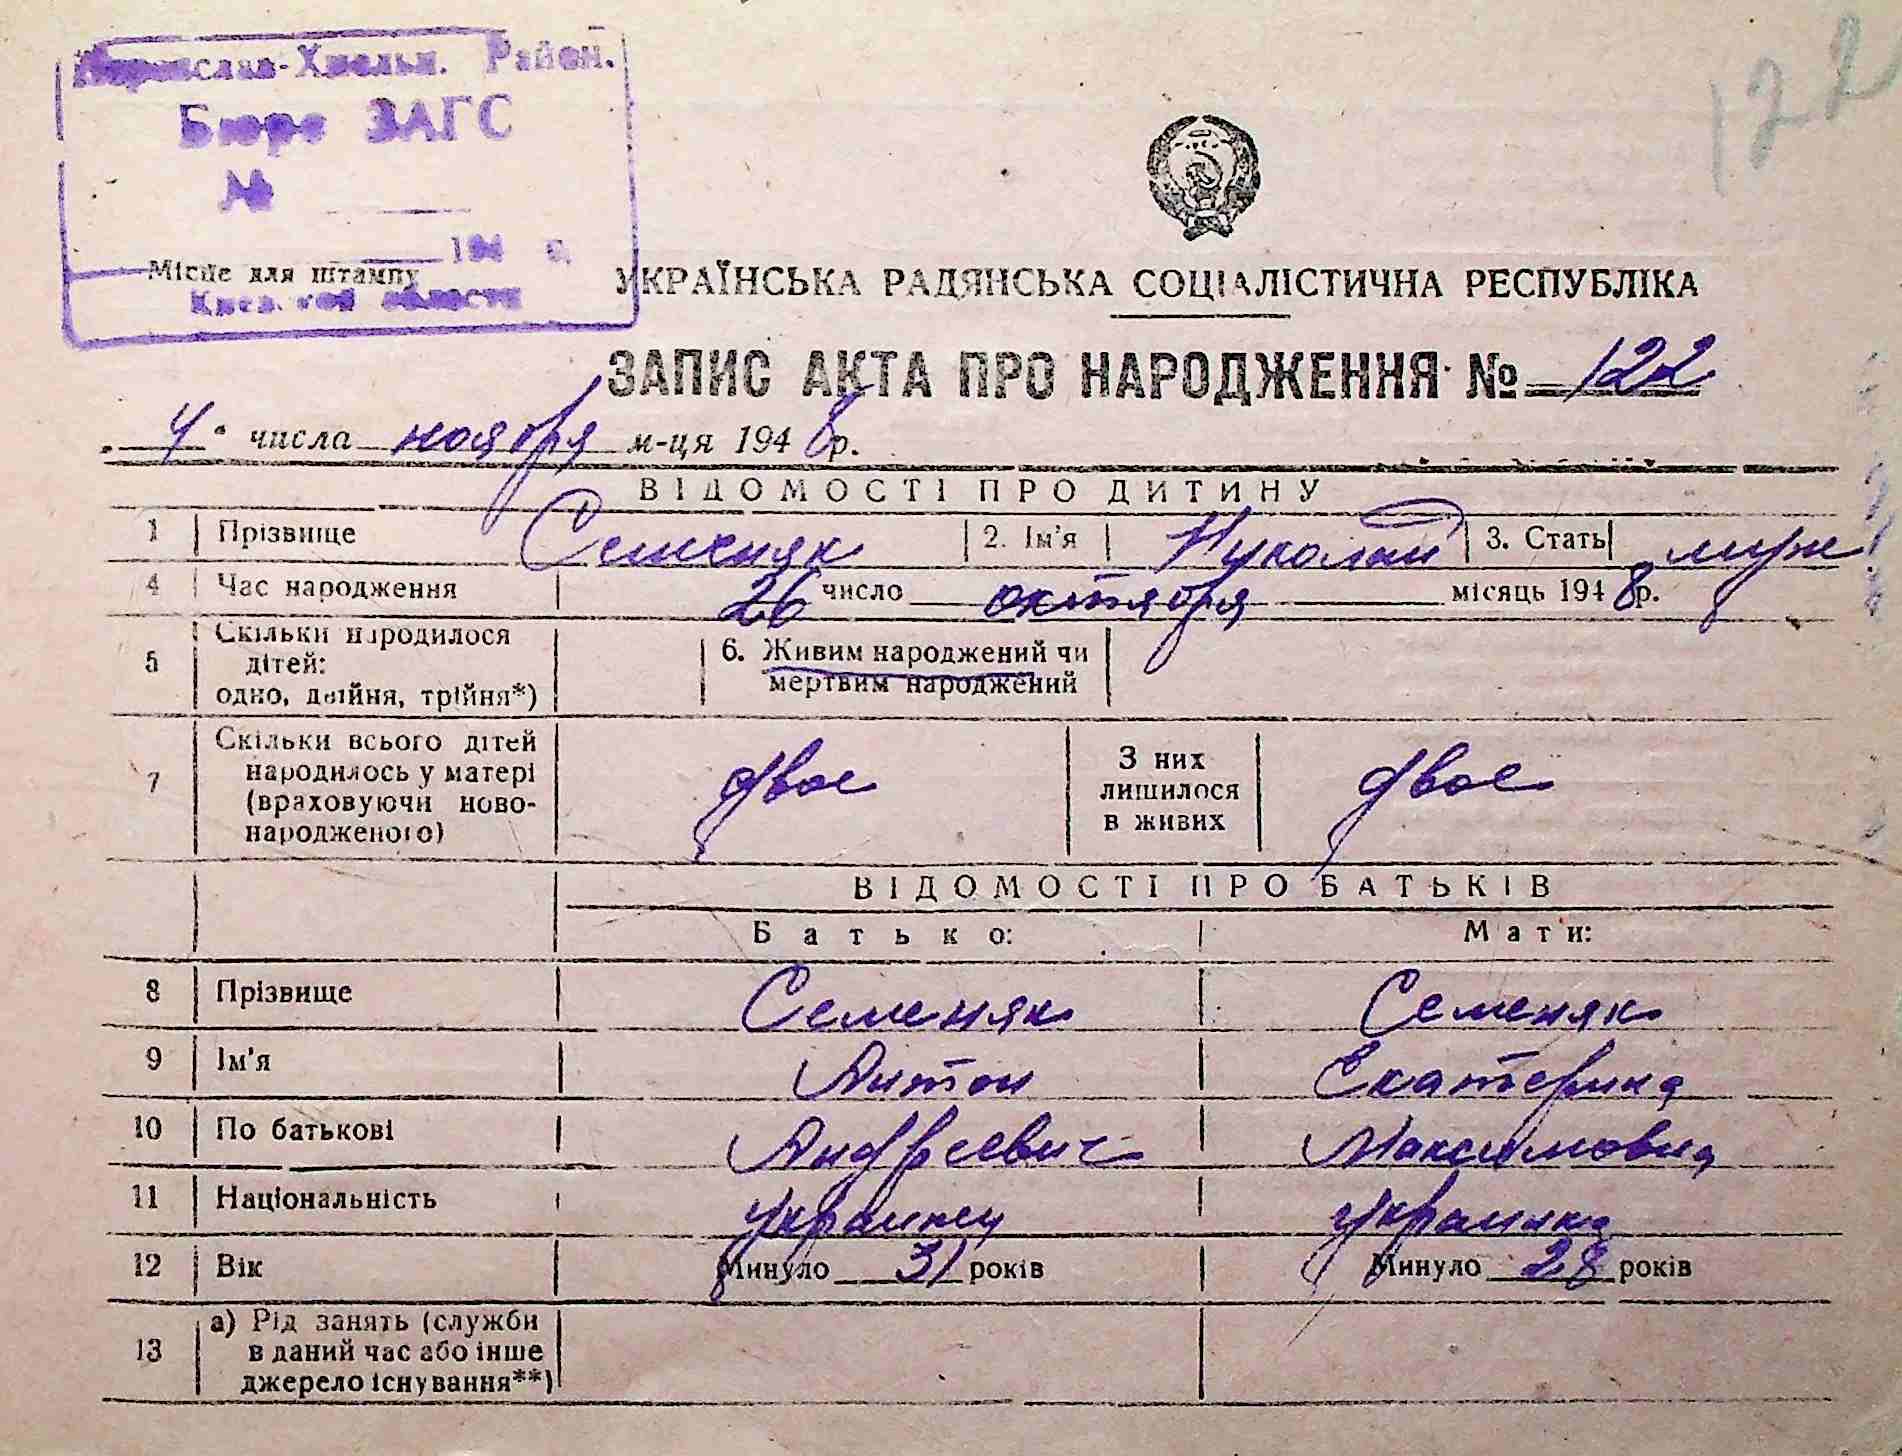 122
Район.
Бюро ЗАГС
№
194
Місце для штампу
УКРАЇНСЬКА РАДЯНСЬКА СОЦІАЛІСТИЧНА РЕСПУБЛІКА
ЗАПИС АКТА ПРО НАРОДЖЕННЯ № 122
"4" числа ноября м-ця 1948р.
ВІДОМОСТІ ПРО ДИТИНУ
1 Прізвище Семеняк 2. Ім'я Николай 3. Стать муж
4 Час народження 26 число октября місяць 1948р.
5 Скільки народилося дітей: одно, двійня, трійня*) 6. Живим народжений чи мертвим народжений
7 Скільки всього дітей народилось у матері (враховуючи новонародженого) двое З них лишилося в живих двое
ВІДОМОСТІ ПРО БАТЬКІВ
Батько: Мати:
8 Прізвище Семеняк Семеняк
9 Ім'я Антон Екатерина
10 По батькові Андреевич Максимовна
11 Національність украинец украинка
12 Вік Минуло 31 років Минуло 28 років
13 а) Рід занять (служби в даний час або інше джерело існування**)